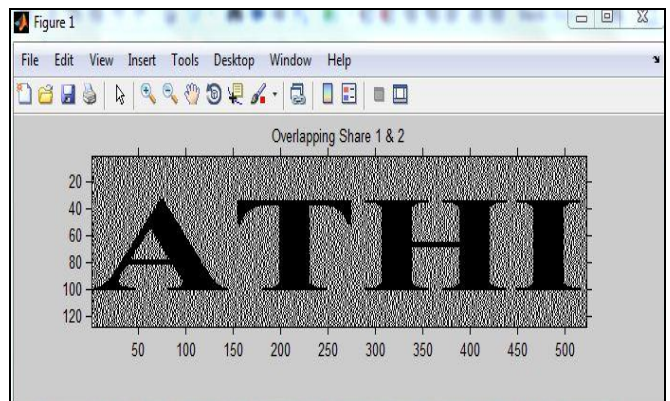 Figure 1
File Edit View Insert Tools Desktop Window Help
Overlapping Share 1 & 2
20
40
60
80
100
120
ATHI
50 100 150 200 250 300 350 400 450 500